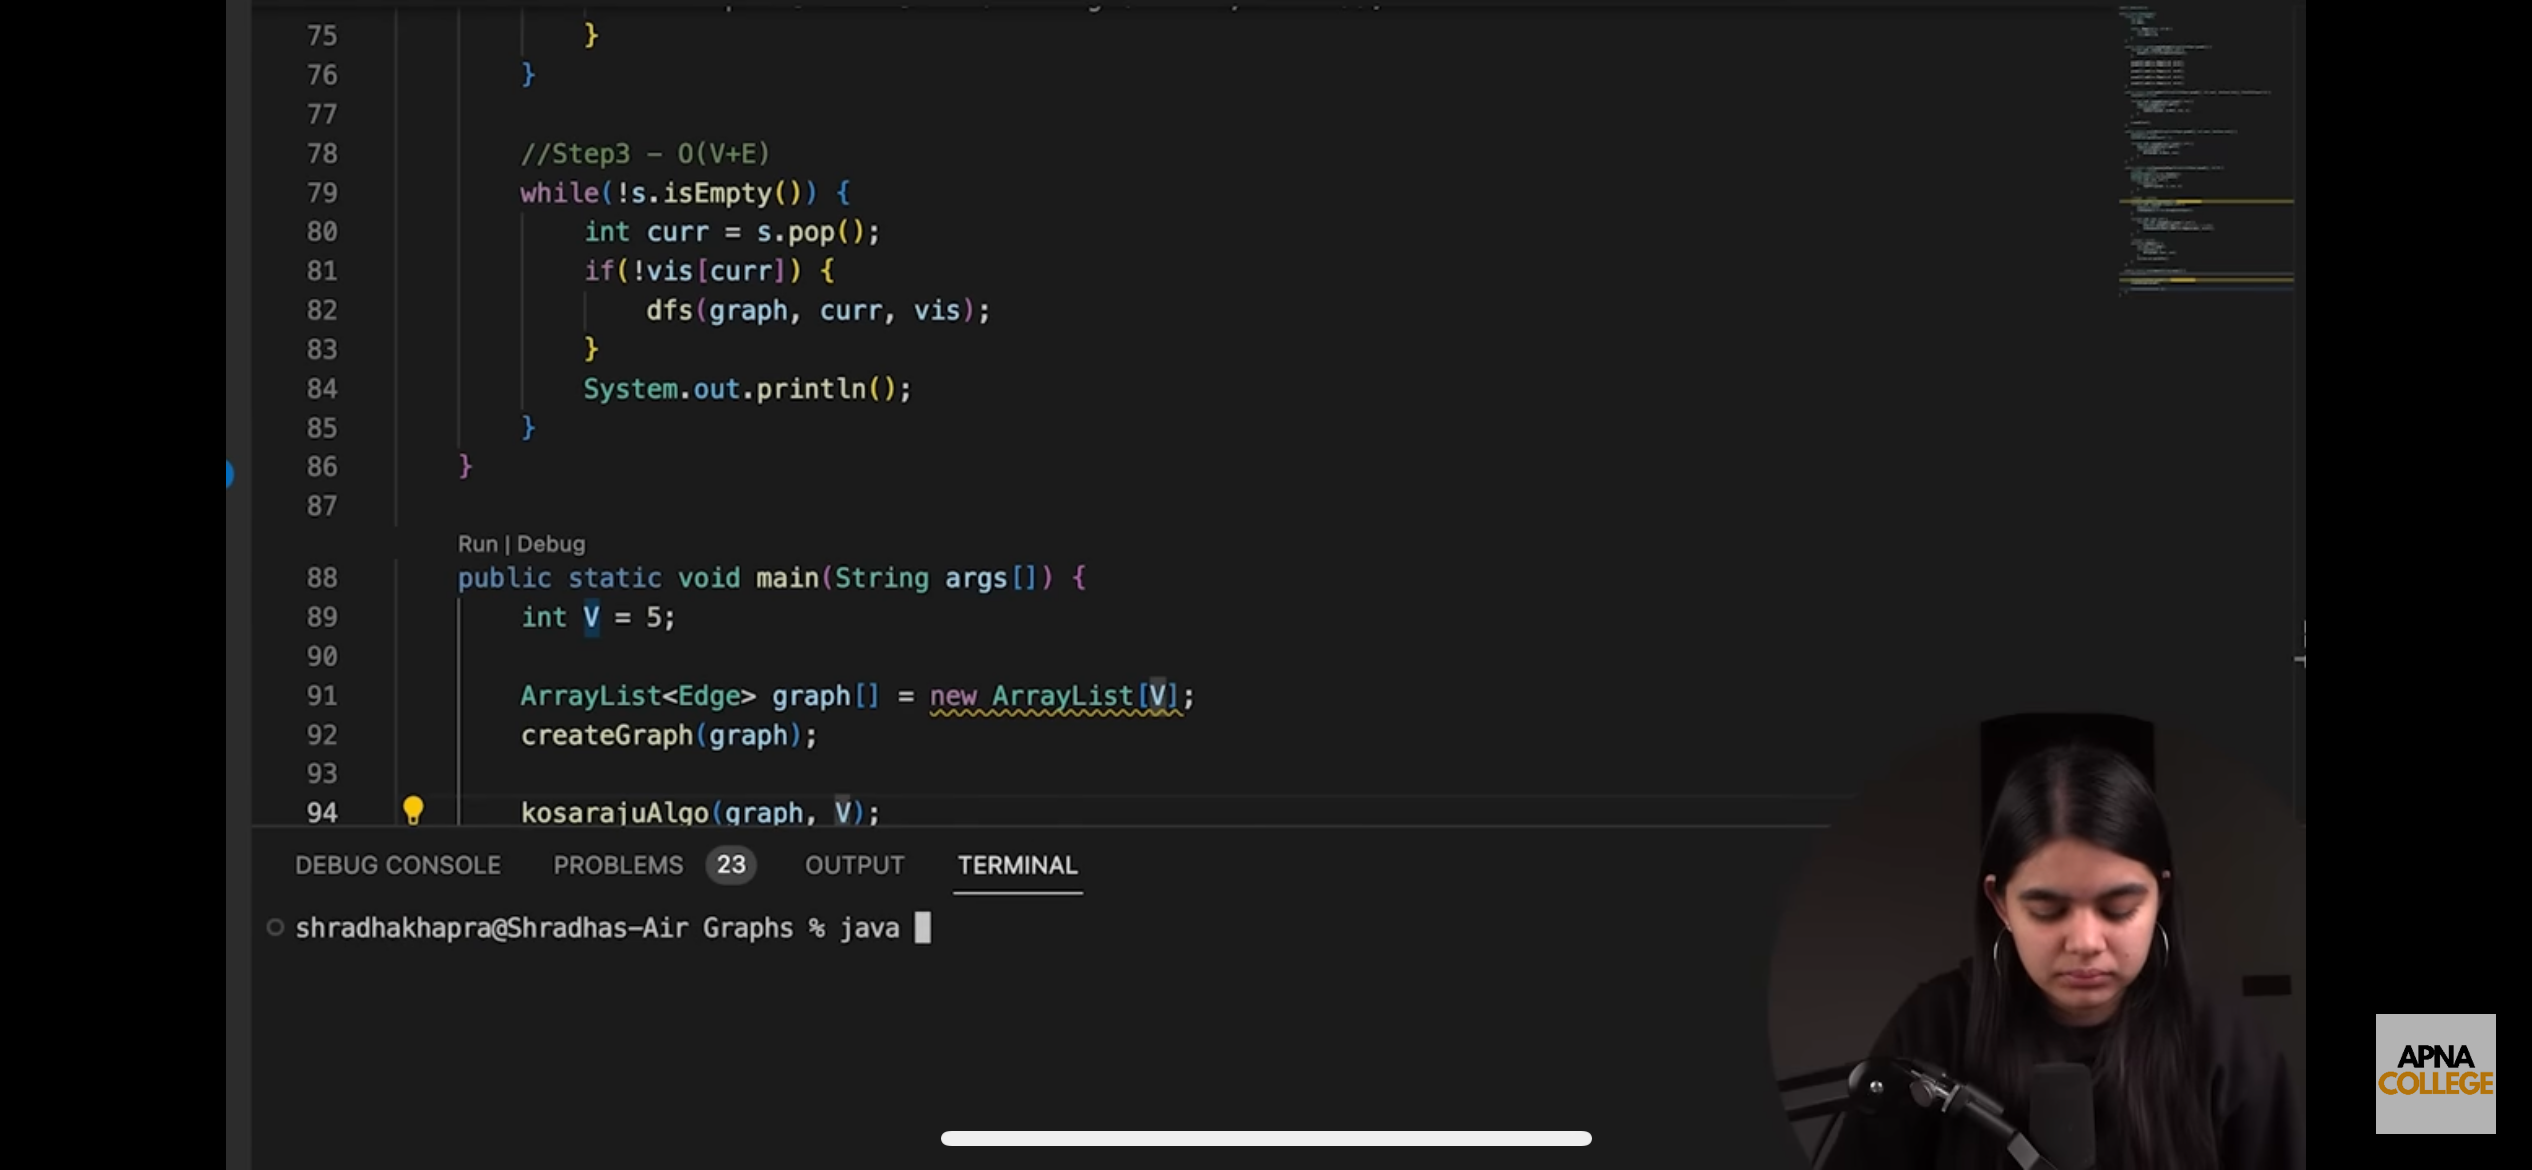 75 }
76 }
77
78 //Step3 - O(V+E)
79 while(!s.isEmpty()) {
80 int curr = s.pop();
81 if(!vis[curr]) {
82 dfs(graph, curr, vis);
83 }
84 System.out.println();
85 }
86 }
87
Run | Debug
88 public static void main(String args[]) {
89 int V = 5;
90
91 ArrayList<Edge> graph[] = new ArrayList[V];
92 createGraph(graph);
93
94 kosarajuAlgo(graph, V);
DEBUG CONSOLE PROBLEMS 23 OUTPUT TERMINAL
shradhakhapra@Shradhas-Air Graphs % java
APNA
COLLEGE